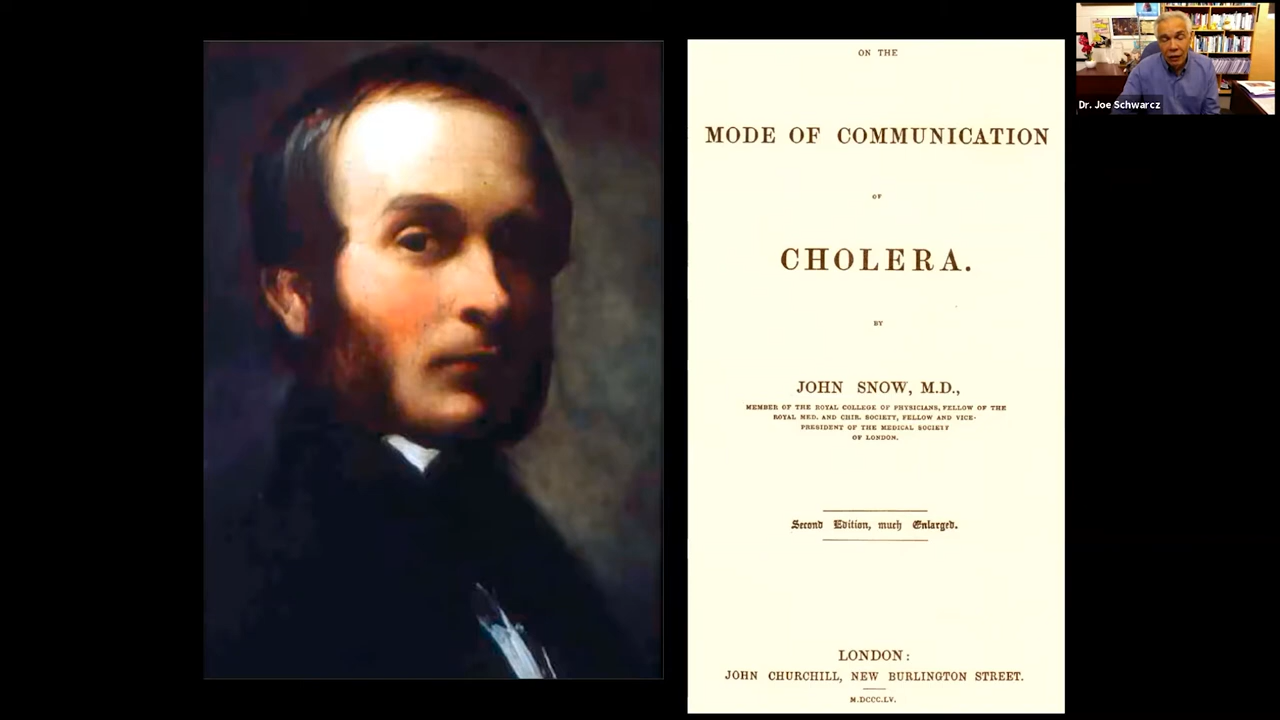 ON THE
MODE OF COMMUNICATION
OF
CHOLERA.
BY
JOHN SNOW, M.D.,
MEMBER OF THE ROYAL COLLEGE OF PHYSICIANS, FELLOW OF THE
ROYAL MED. AND CHIR. SOCIETY, FELLOW AND VICE-
PRESIDENT OF THE MEDICAL SOCIETY
OF LONDON.
Second Edition, much Enlarged.
LONDON:
JOHN CHURCHILL, NEW BURLINGTON STREET.
M.DCCC.LV.
Dr. Joe Schwarcz